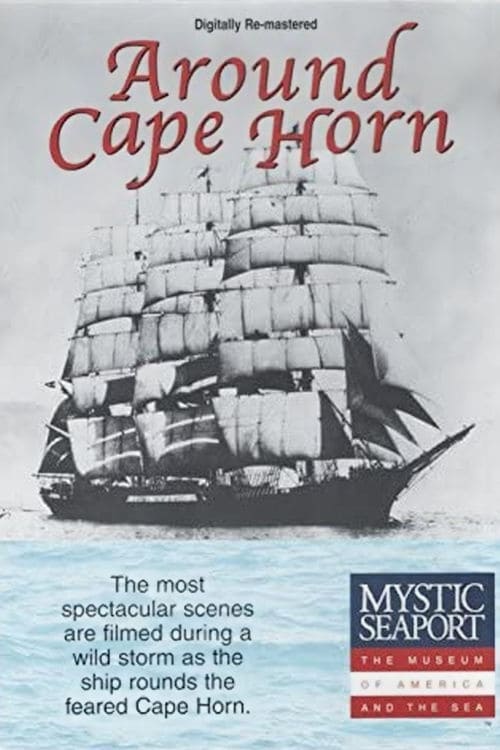 Digitally Re-mastered
Around
Cape Horn
The most
spectacular scenes
are filmed during a
wild storm as the
ship rounds the
feared Cape Horn.
MYSTIC
SEAPORT
THE MUSEUM
OF AMERICA
AND THE SEA
™